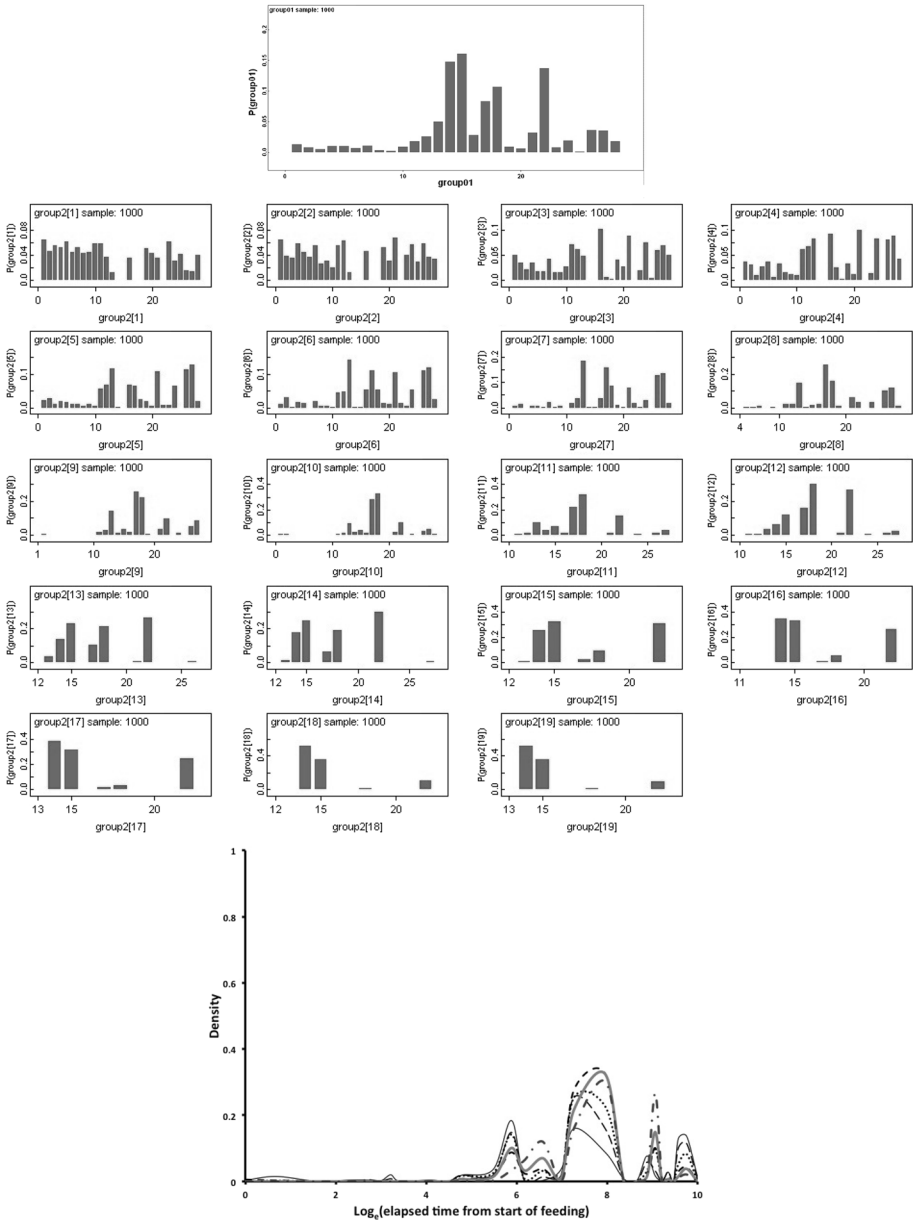 group01 sample: 1000
P(group01)
0.0 0.05 0.1 0.15 0.2
0 10 20
group01
group2[1] sample: 1000
P(group2[1])
0.0 0.04 0.08
0 10 20
group2[1]
group2[2] sample: 1000
P(group2[2])
0.0 0.04 0.08
0 10 20
group2[2]
group2[3] sample: 1000
P(group2[3])
0.0 0.05 0.1
0 10 20
group2[3]
group2[4] sample: 1000
P(group2[4])
0.0 0.05 0.1
0 10 20
group2[4]
group2[5] sample: 1000
P(group2[5])
0.0 0.1
0 10 20
group2[5]
group2[6] sample: 1000
P(group2[6])
0.0 0.1
0 10 20
group2[6]
group2[7] sample: 1000
P(group2[7])
0.0 0.1 0.2
0 10 20
group2[7]
group2[8] sample: 1000
P(group2[8])
0.0 0.2
4 10 20
group2[8]
group2[9] sample: 1000
P(group2[9])
0.0 0.2
1 10 20
group2[9]
group2[10] sample: 1000
P(group2[10])
0.0 0.2 0.4
1 10 20
group2[10]
group2[11] sample: 1000
P(group2[11])
0.0 0.2 0.4
10 15 20 25
group2[11]
group2[12] sample: 1000
P(group2[12])
0.0 0.2
10 15 20 25
group2[12]
group2[13] sample: 1000
P(group2[13])
0.0 0.2
12 15 20 25
group2[13]
group2[14] sample: 1000
P(group2[14])
0.0 0.2
12 15 20 25
group2[14]
group2[15] sample: 1000
P(group2[15])
0.0 0.2 0.4
12 15 20
group2[15]
group2[16] sample: 1000
P(group2[16])
0.0 0.2 0.4
11 15 20
group2[16]
group2[17] sample: 1000
P(group2[17])
0.0 0.2 0.4
13 15 20
group2[17]
group2[18] sample: 1000
P(group2[18])
0.0 0.4
12 15 20
group2[18]
group2[19] sample: 1000
P(group2[19])
0.0 0.4
13 15 20
group2[19]
1
0.8
0.6
0.4
0.2
0
Density
0 2 4 6 8 10
Logₑ(elapsed time from start of feeding)